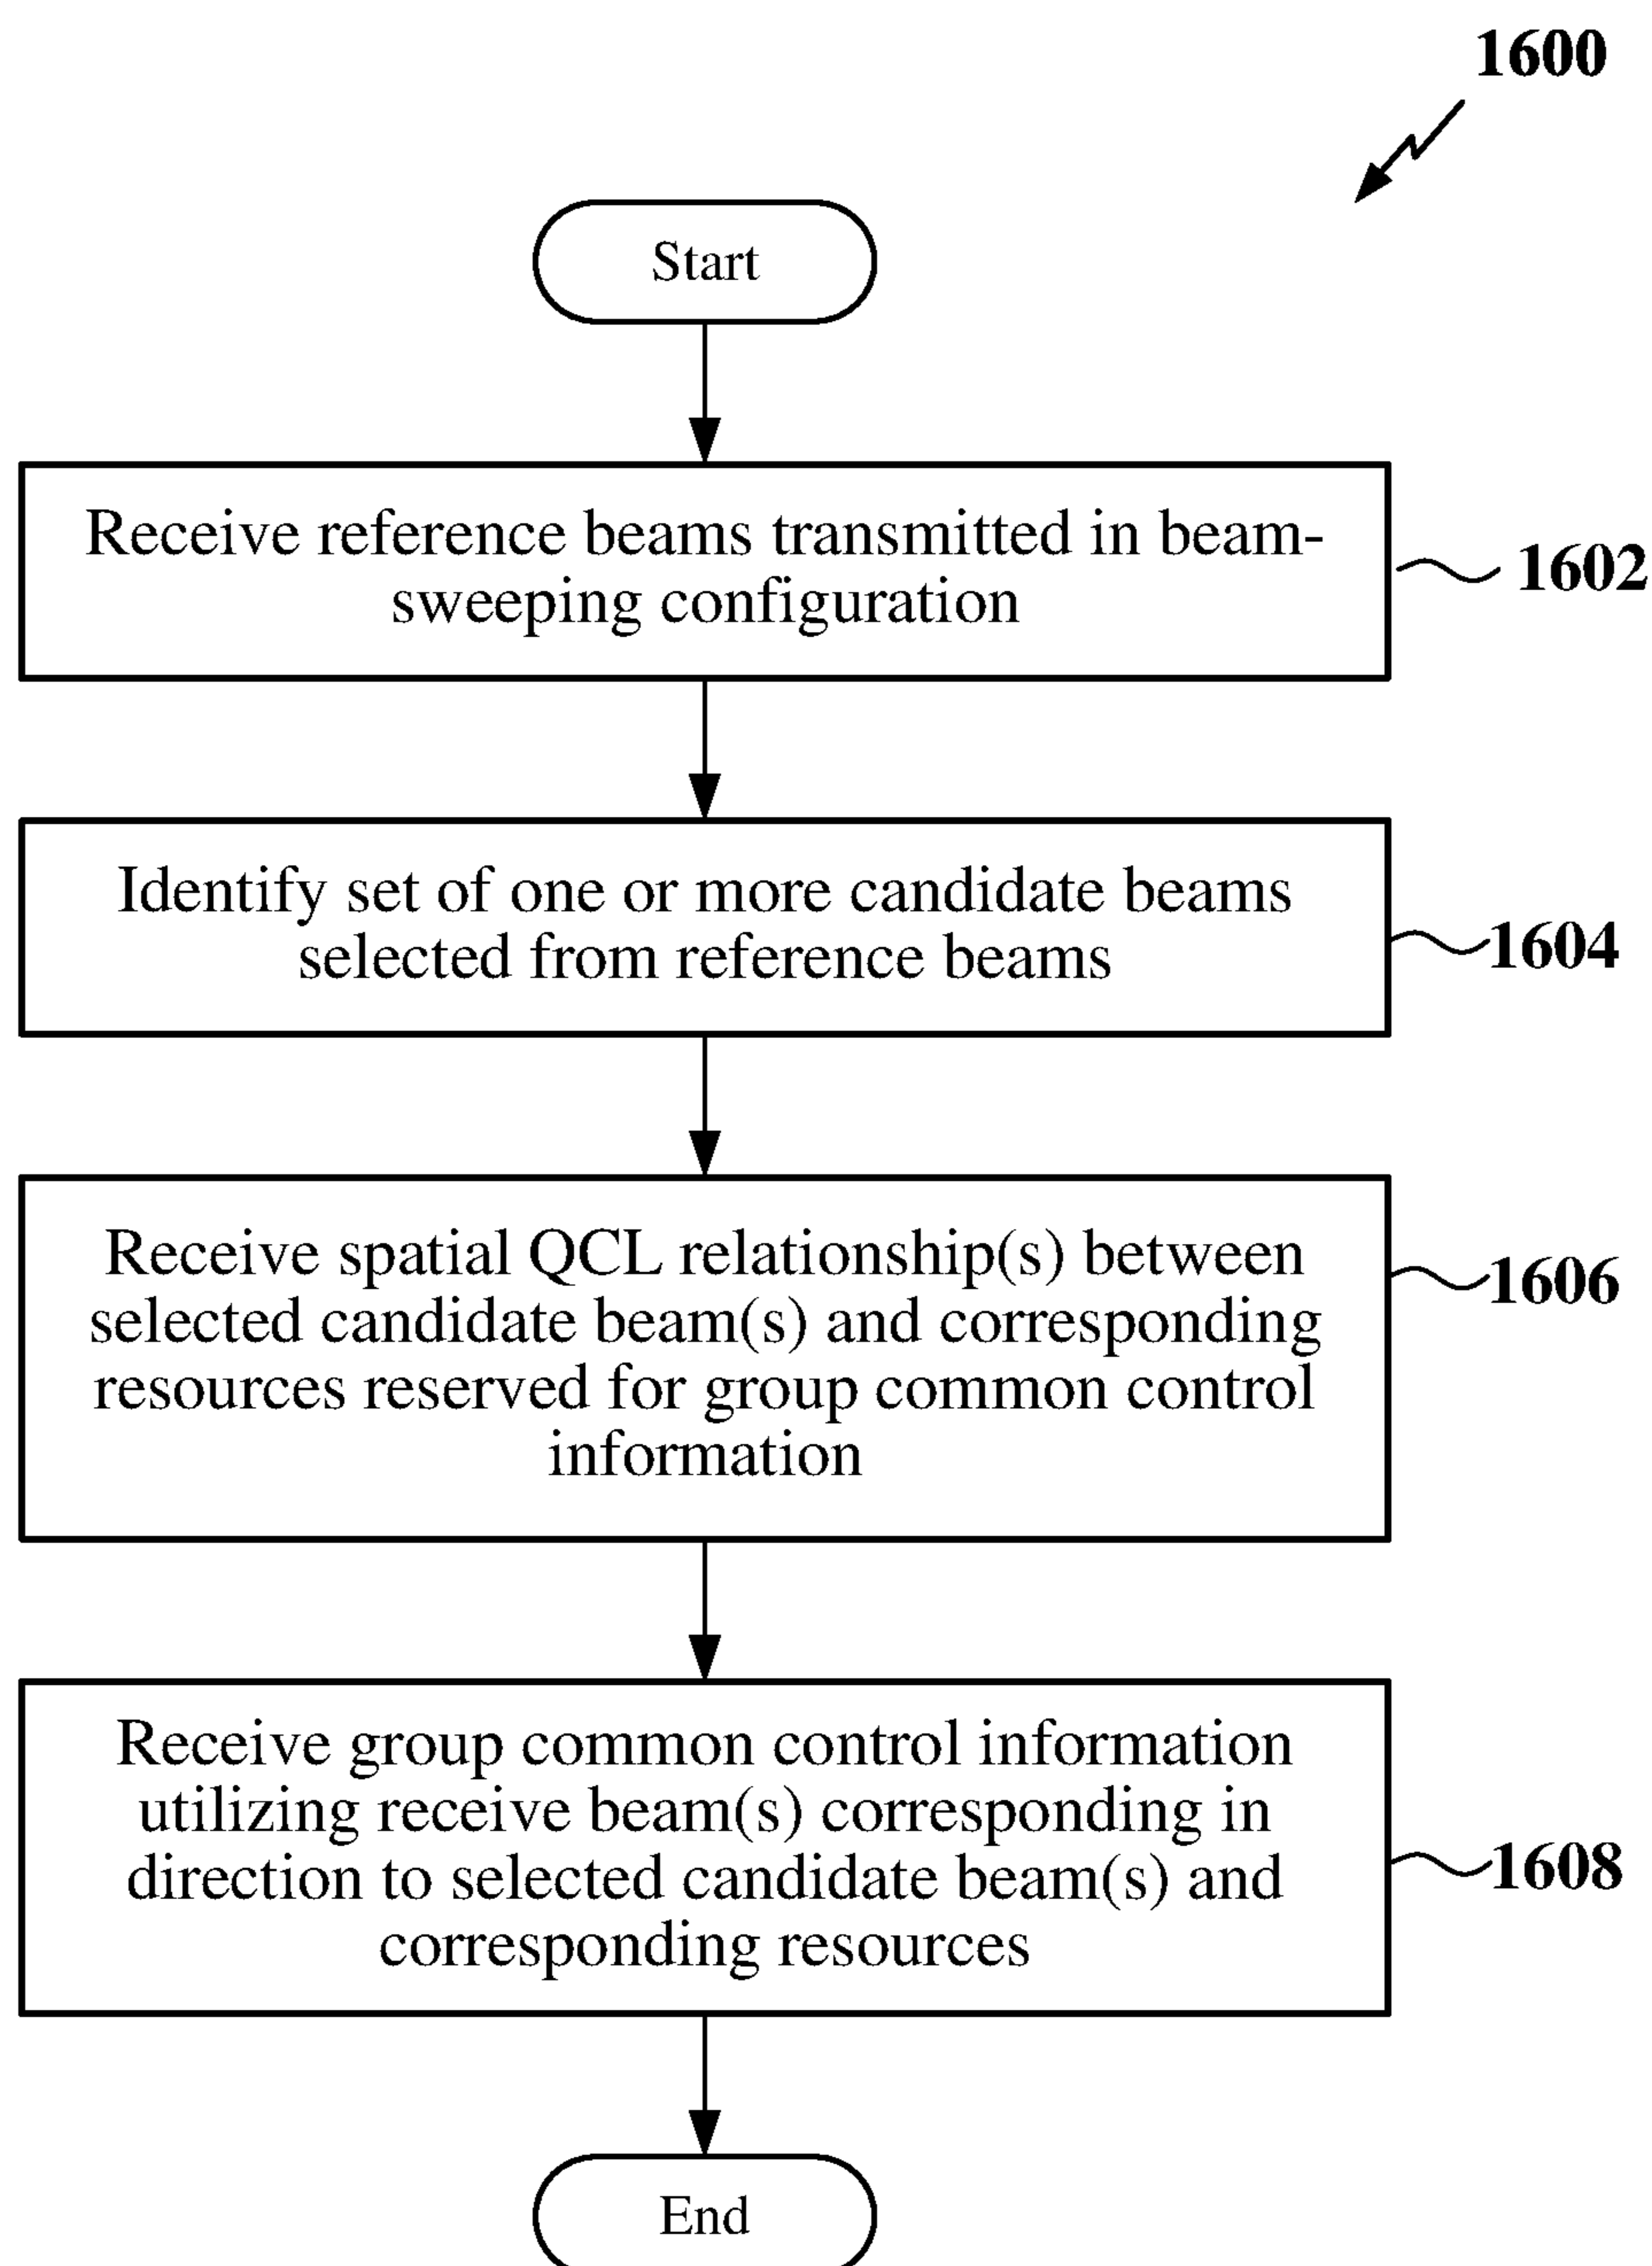 1600
Start
Receive reference beams transmitted in beam-
sweeping configuration
1602
Identify set of one or more candidate beams
selected from reference beams
1604
Receive spatial QCL relationship(s) between
selected candidate beam(s) and corresponding
resources reserved for group common control
information
1606
Receive group common control information
utilizing receive beam(s) corresponding in
direction to selected candidate beam(s) and
corresponding resources
1608
End